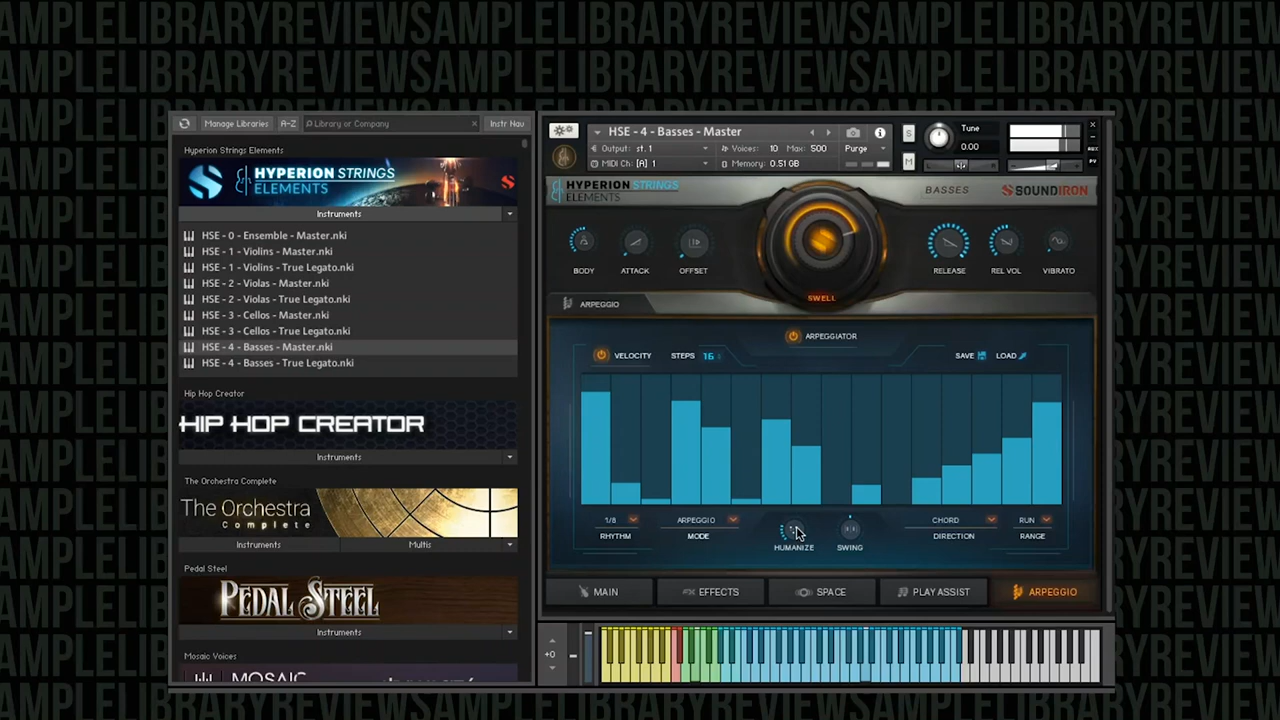 AMPLELIBRARYREVIEWSAMPLELIBRARYREVIEWSAM
Manage Libraries
A-Z
Library or Company
Instr Nav
Hyperion Strings Elements
HYPERION STRINGS
ELEMENTS
Instruments
HSE - 0 - Ensemble - Master.nki
HSE - 1 - Violins - Master.nki
HSE - 1 - Violins - True Legato.nki
HSE - 2 - Violas - Master.nki
HSE - 2 - Violas - True Legato.nki
HSE - 3 - Cellos - Master.nki
HSE - 3 - Cellos - True Legato.nki
HSE - 4 - Basses - Master.nki
HSE - 4 - Basses - True Legato.nki
Hip Hop Creator
HIP HOP CREATOR
Instruments
The Orchestra Complete
The Orchestra
Complete
Instruments Multis
Pedal Steel
PEDAL STEEL
Instruments
Mosaic Voices
MOSAIC
HSE - 4 - Basses - Master
Output: st. 1 Voices: 10 Max: 500 Purge
MIDI Ch: [A] 1 Memory: 0.51 GB
S
M
Tune
0.00
AUX
PV
HYPERION STRINGS
ELEMENTS
BASSES
SOUNDIRON
BODY ATTACK OFFSET
SWELL
RELEASE REL VOL VIBRATO
ARPEGGIO
ARPEGGIATOR
VELOCITY STEPS 16 SAVE LOAD
1/8 ARPEGGIO CHORD RUN
RHYTHM MODE HUMANIZE SWING DIRECTION RANGE
MAIN FX EFFECTS SPACE PLAY ASSIST ARPEGGIO
+0